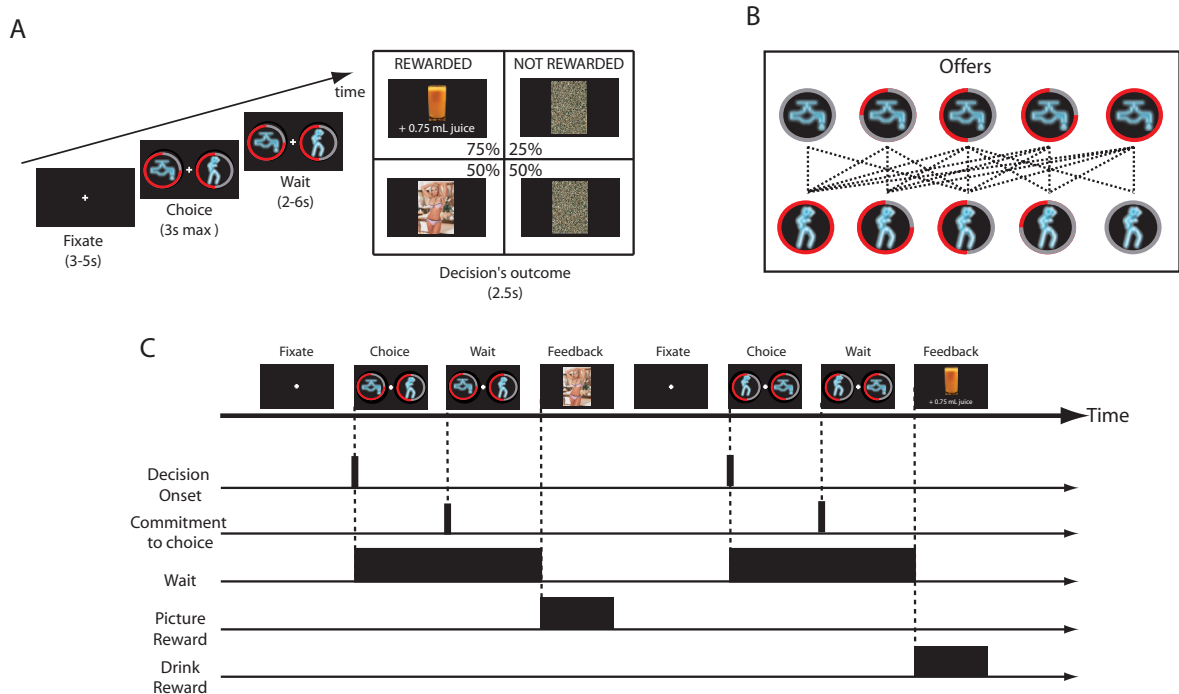 A
time
Fixate
(3-5s)
Choice
(3s max )
Wait
(2-6s)
REWARDED
NOT REWARDED
+ 0.75 mL juice
75%
25%
50%
50%
Decision's outcome
(2.5s)
B
Offers
C
Fixate
Choice
Wait
Feedback
Fixate
Choice
Wait
Feedback
+ 0.75 mL juice
Time
Decision
Onset
Commitment
to choice
Wait
Picture
Reward
Drink
Reward